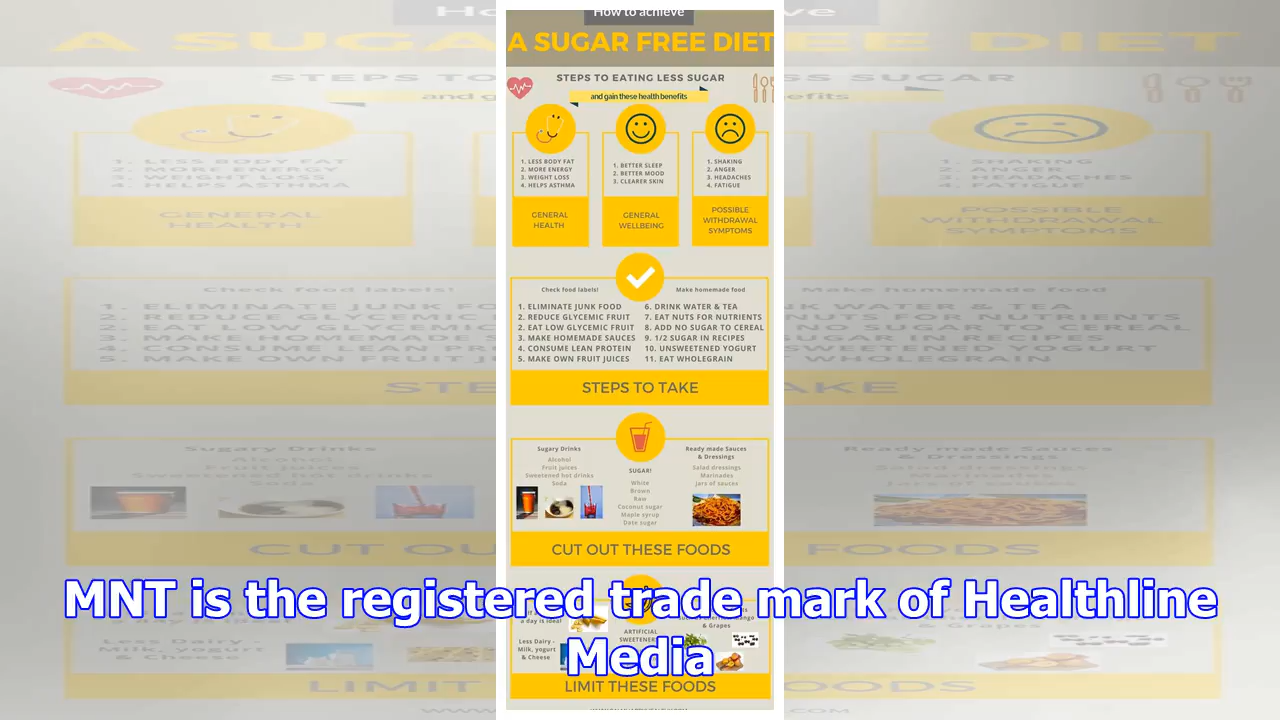 How to achieve
A SUGAR FREE DIET
STEPS TO EATING LESS SUGAR
and gain these health benefits
1. LESS BODY FAT
2. MORE ENERGY
3. WEIGHT LOSS
4. HELPS ASTHMA
GENERAL
HEALTH
1. BETTER SLEEP
2. BETTER MOOD
3. CLEARER SKIN
GENERAL
WELLBEING
1. SHAKING
2. ANGER
3. HEADACHES
4. FATIGUE
POSSIBLE
WITHDRAWAL
SYMPTOMS
Check food labels!
1. ELIMINATE JUNK FOOD
2. REDUCE GLYCEMIC FRUIT
2. EAT LOW GLYCEMIC FRUIT
3. MAKE HOMEMADE SAUCES
4. CONSUME LEAN PROTEIN
5. MAKE OWN FRUIT JUICES
Make homemade food
6. DRINK WATER & TEA
7. EAT NUTS FOR NUTRIENTS
8. ADD NO SUGAR TO CEREAL
9. 1/2 SUGAR IN RECIPES
10. UNSWEETENED YOGURT
11. EAT WHOLEGRAIN
STEPS TO TAKE
Sugary Drinks
Alcohol
Fruit juices
Sweetened hot drinks
Soda
SUGAR!
White
Brown
Raw
Coconut sugar
Maple syrup
Date sugar
Ready made Sauces
& Dressings
Salad dressings
Marinades
Jars of sauces
CUT OUT THESE FOODS
a day is ideal
Less Dairy -
Milk, yogurt
& Cheese
ARTIFICIAL
& Grapes
LIMIT THESE FOODS
MNT is the registered trade mark of Healthline
Media